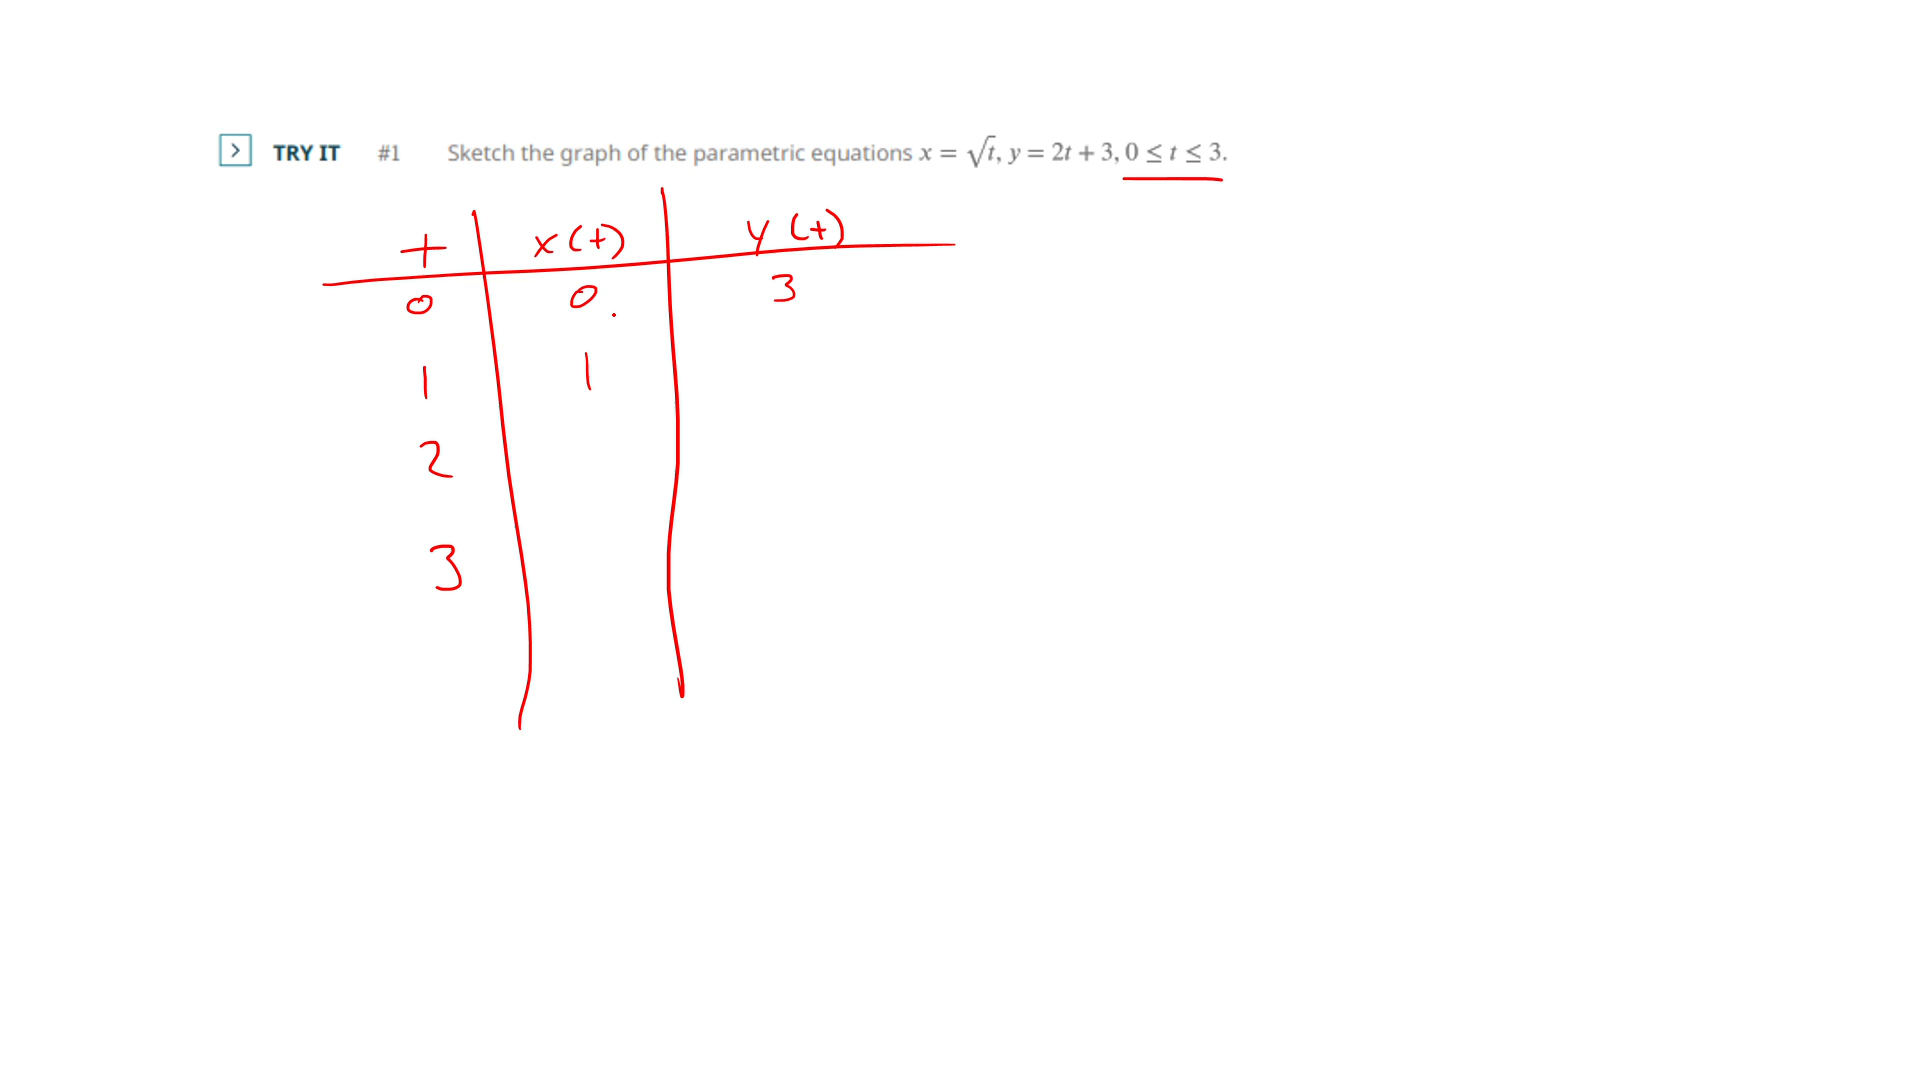 > TRY IT #1 Sketch the graph of the parametric equations x = √t, y = 2t + 3, 0 ≤ t ≤ 3.
t x(t) y(t)
0 0 3
1 1
2
3